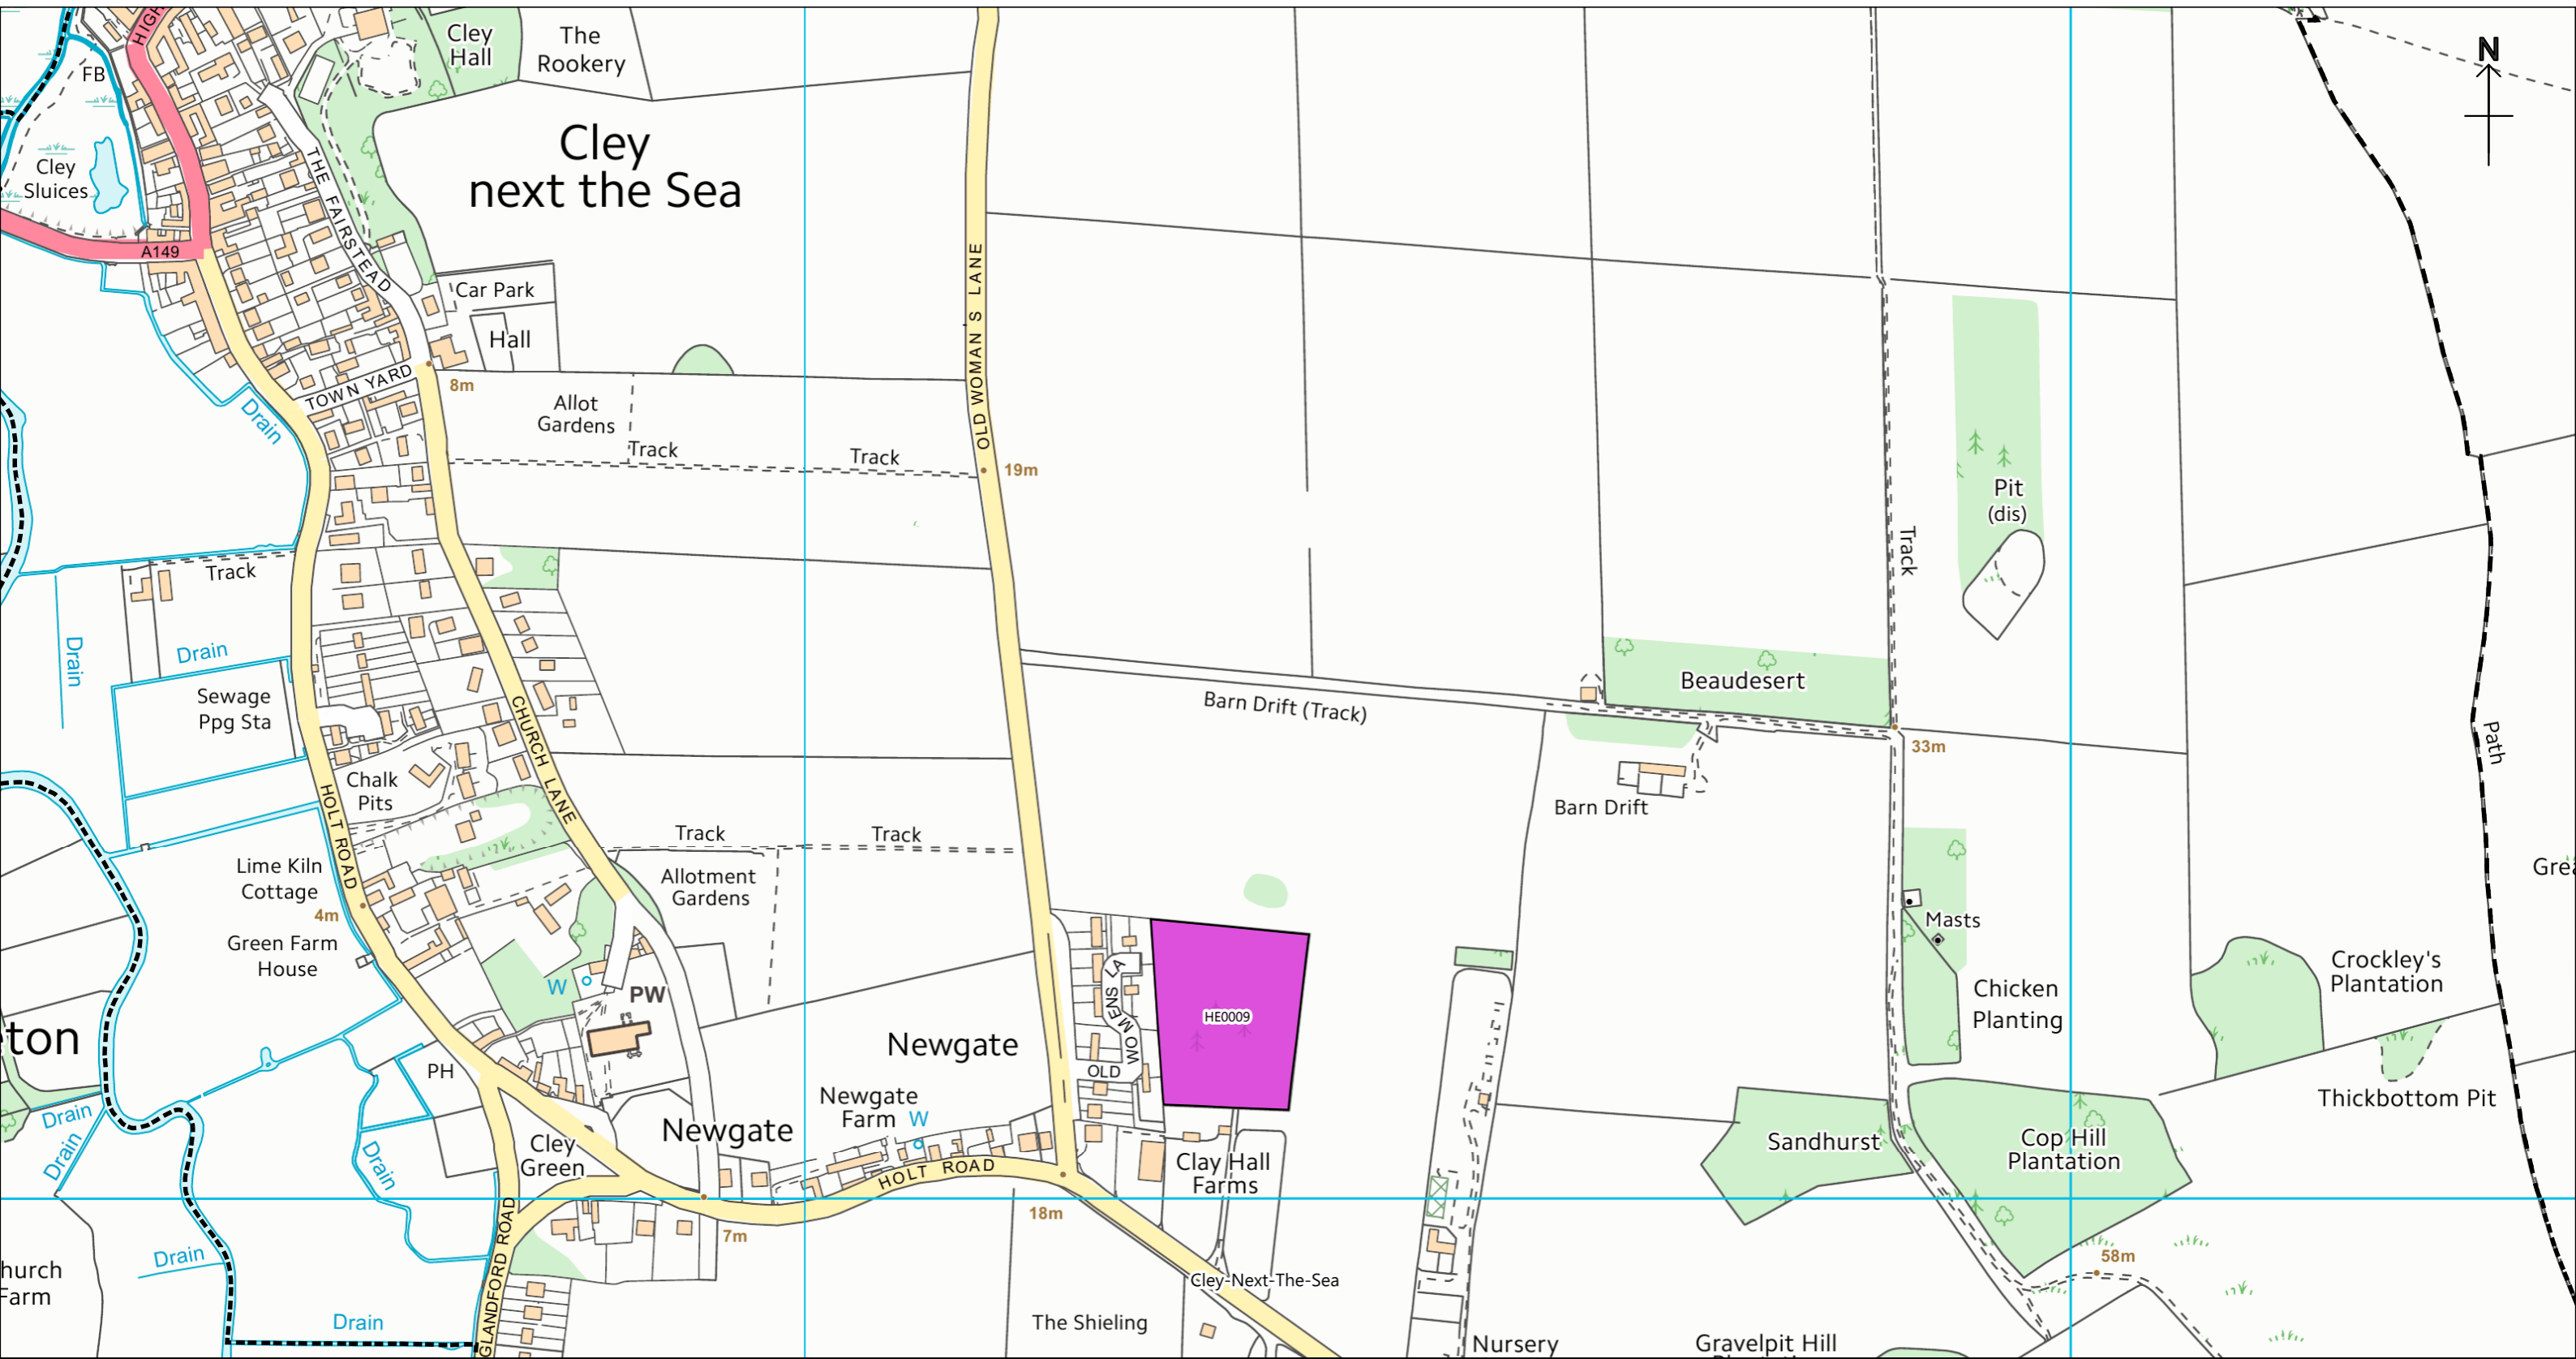 HIGH
Cley
Hall
The
Rookery
N
FB
Cley
next the Sea
Cley
Sluices
THE FAIRSTEAD
A149
OLD WOMAN S LANE
Car Park
Hall
TOWN YARD
8m
Allot
Gardens
Drain
Track
Track
19m
Pit
(dis)
Track
Track
Drain
Drain
Beaudesert
Sewage
Ppg Sta
CHURCH LANE
Barn Drift (Track)
33m
Path
Chalk
Pits
HOLT ROAD
Barn Drift
Track
Track
Lime Kiln
Cottage
Allotment
Gardens
Grea
4m
Masts
Green Farm
House
W
PW
OLD WOMENS LA
HE0009
Chicken
Planting
Crockley's
Plantation
ton
Newgate
PH
Newgate
Farm
W
Thickbottom Pit
Drain
Drain
Drain
Cley
Green
Newgate
HOLT ROAD
Clay Hall
Farms
Sandhurst
Cop Hill
Plantation
18m
7m
GLANDFORD ROAD
Drain
58m
hurch
Farm
Cley-Next-The-Sea
Drain
The Shieling
Nursery
Gravelpit Hill